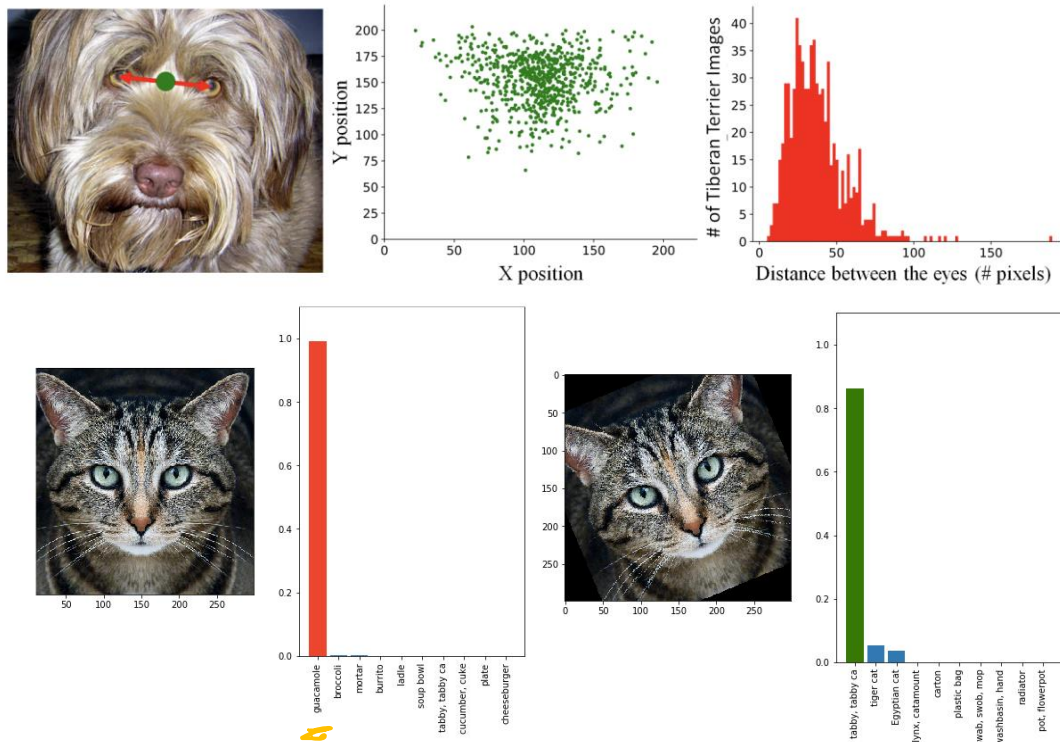 200
175
150
125
100
75
50
25
0
Y position
0 50 100 150 200
X position
40
35
30
25
20
15
10
5
0
# of Tiberan Terrier Images
0 50 100 150
Distance between the eyes (# pixels)
50 100 150 200 250
1.0
0.8
0.6
0.4
0.2
0.0
guacamole
broccoli
mortar
burrito
ladle
soup bowl
tabby, tabby ca
cucumber, cuke
plate
cheeseburger
0
50
100
150
200
250
0 50 100 150 200 250
1.0
0.8
0.6
0.4
0.2
0.0
tabby, tabby ca
tiger cat
Egyptian cat
lynx, catamount
carton
plastic bag
wab, swob, mop
washbasin, hand
radiator
pot, flowerpot